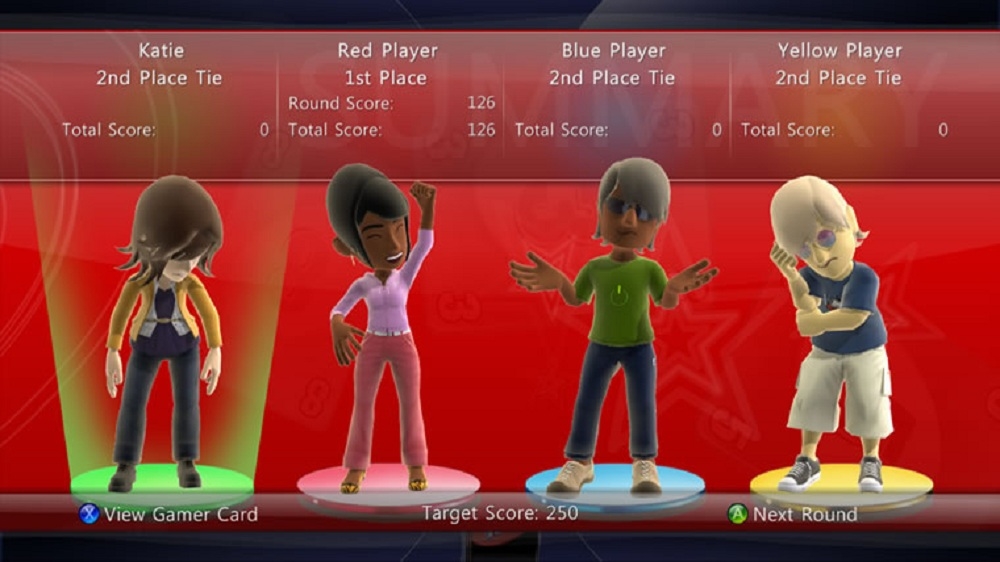 SUMMARY
Katie
2nd Place Tie
Total Score: 0
Red Player
1st Place
Round Score: 126
Total Score: 126
Blue Player
2nd Place Tie
Total Score: 0
Yellow Player
2nd Place Tie
Total Score: 0
X View Gamer Card
Target Score: 250
A Next Round